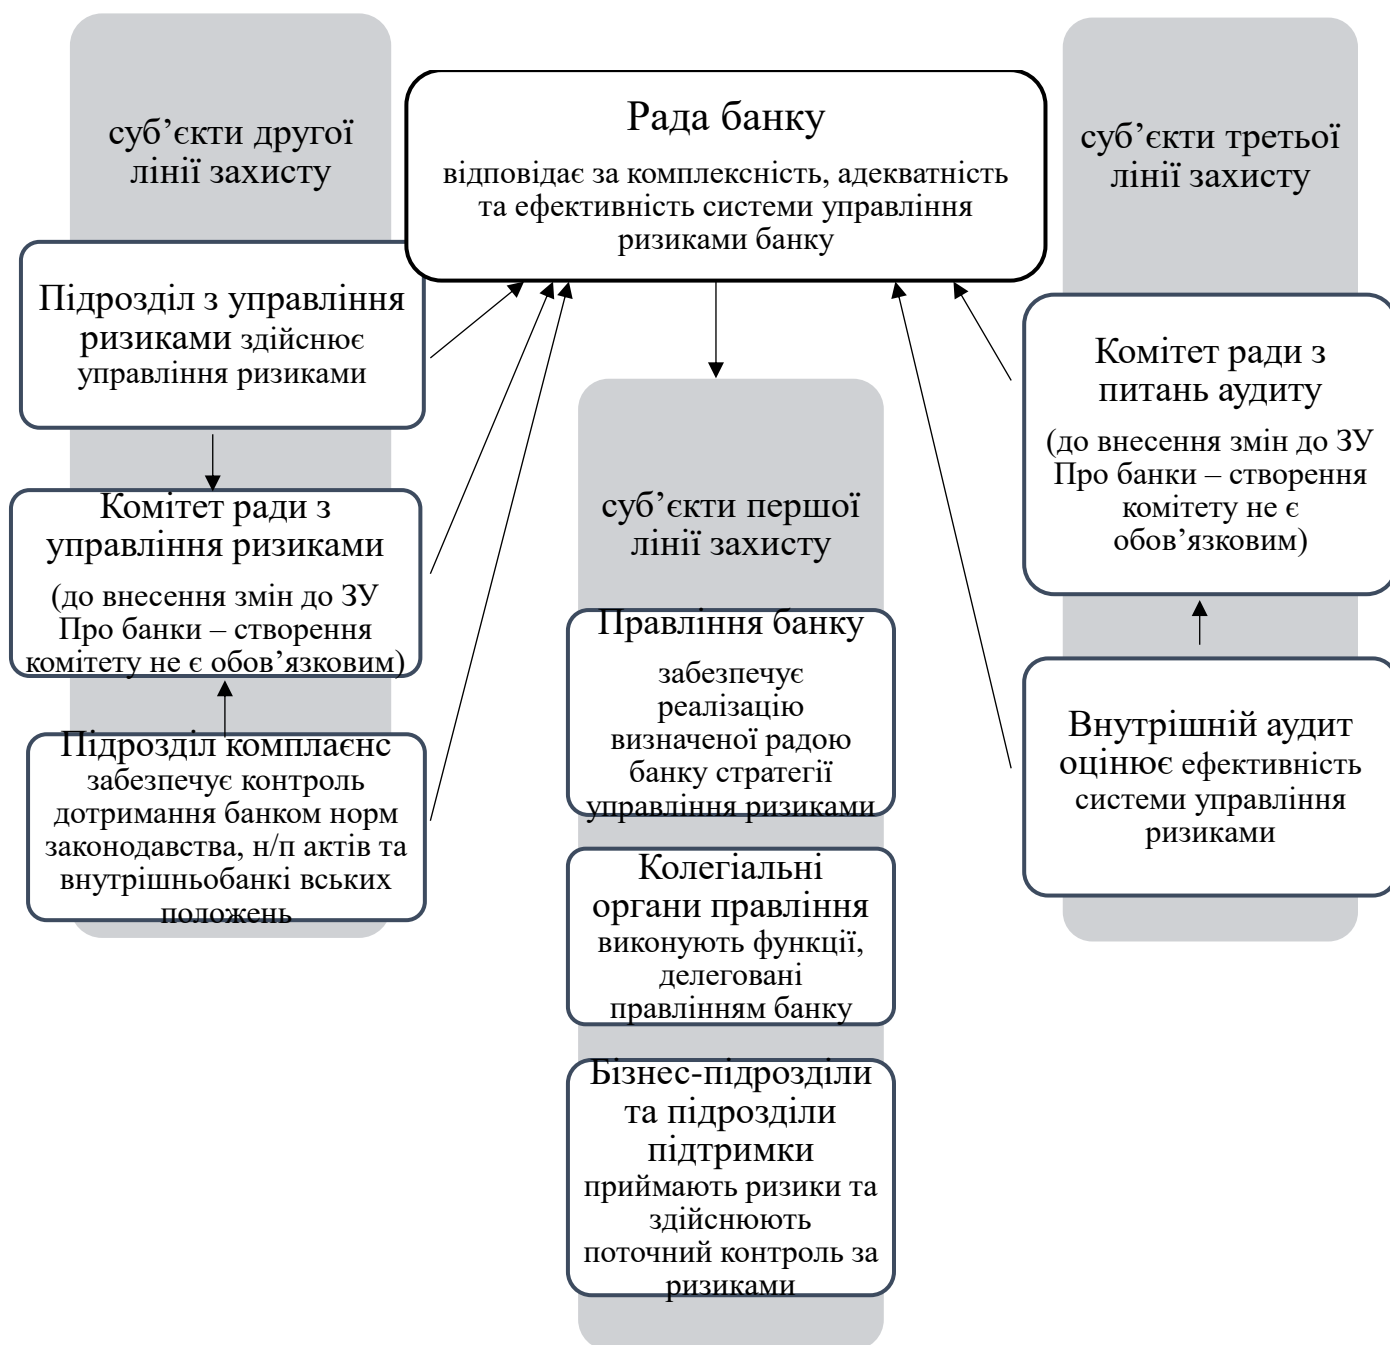 суб’єкти другої
лінії захисту
Підрозділ з управління
ризиками здійснює
управління ризиками
Комітет ради з
управління ризиками
(до внесення змін до ЗУ
Про банки – створення
комітету не є обов’язковим)
Підрозділ комплаєнс
забезпечує контроль
дотримання банком норм
законодавства, н/п актів та
внутрішньобанкі вських
положень
Рада банку
відповідає за комплексність, адекватність
та ефективність системи управління
ризиками банку
суб’єкти першої
лінії захисту
Правління банку
забезпечує
реалізацію
визначеної радою
банку стратегії
управління ризиками
Колегіальні
органи правління
виконують функції,
делеговані
правлінням банку
Бізнес-підрозділи
та підрозділи
підтримки
приймають ризики та
здійснюють
поточний контроль за
ризиками
суб’єкти третьої
лінії захисту
Комітет ради з
питань аудиту
(до внесення змін до ЗУ
Про банки – створення
комітету не є
обов’язковим)
Внутрішній аудит
оцінює ефективність
системи управління
ризиками